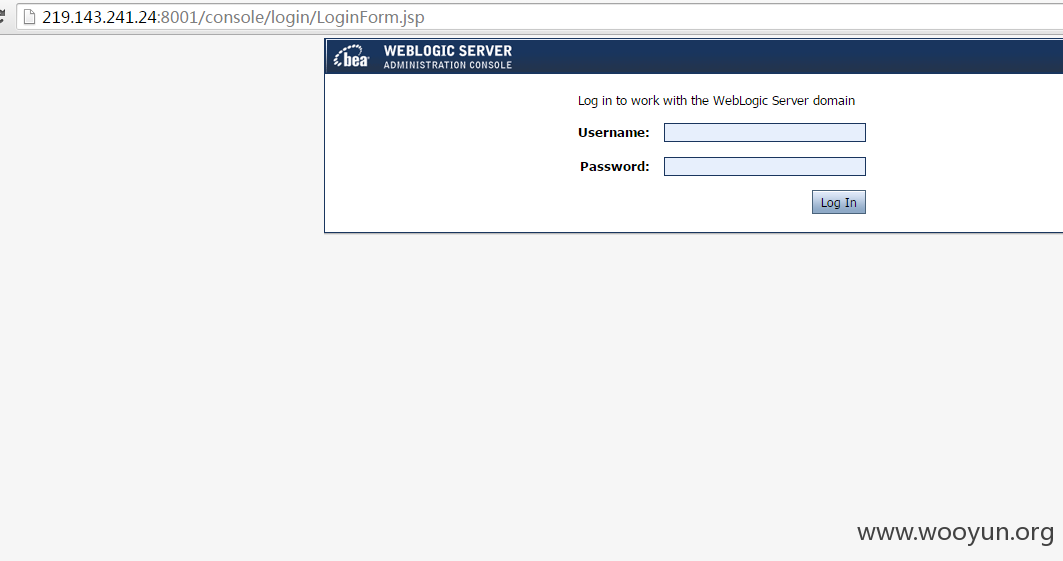 219.143.241.24:8001/console/login/LoginForm.jsp
bea
WEBLOGIC SERVER
ADMINISTRATION CONSOLE
Log in to work with the WebLogic Server domain
Username:
Password:
Log In
www.wooyun.org